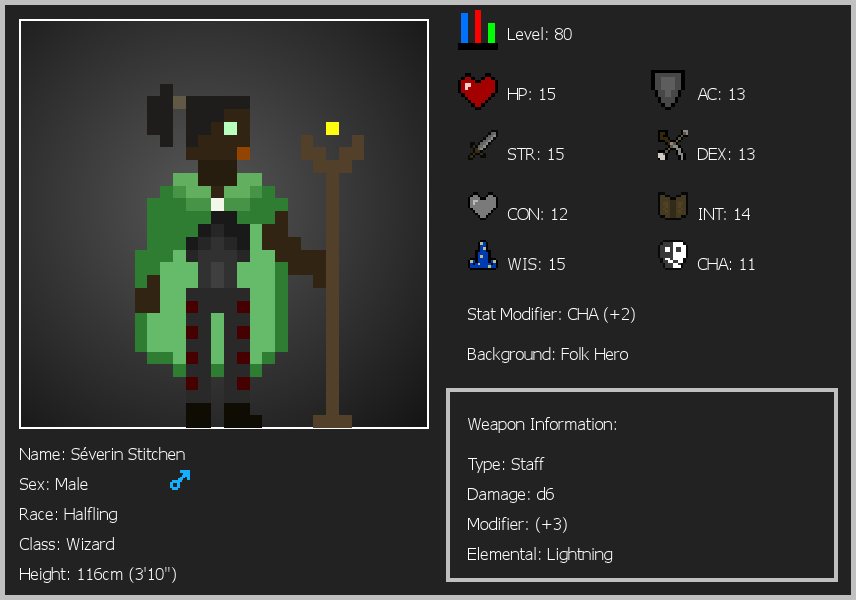 Level: 80
HP: 15
AC: 13
STR: 15
DEX: 13
CON: 12
INT: 14
WIS: 15
CHA: 11
Stat Modifier: CHA (+2)
Background: Folk Hero
Weapon Information:
Type: Staff
Damage: d6
Modifier: (+3)
Elemental: Lightning
Name: Séverin Stitchen
Sex: Male
Race: Halfling
Class: Wizard
Height: 116cm (3'10")